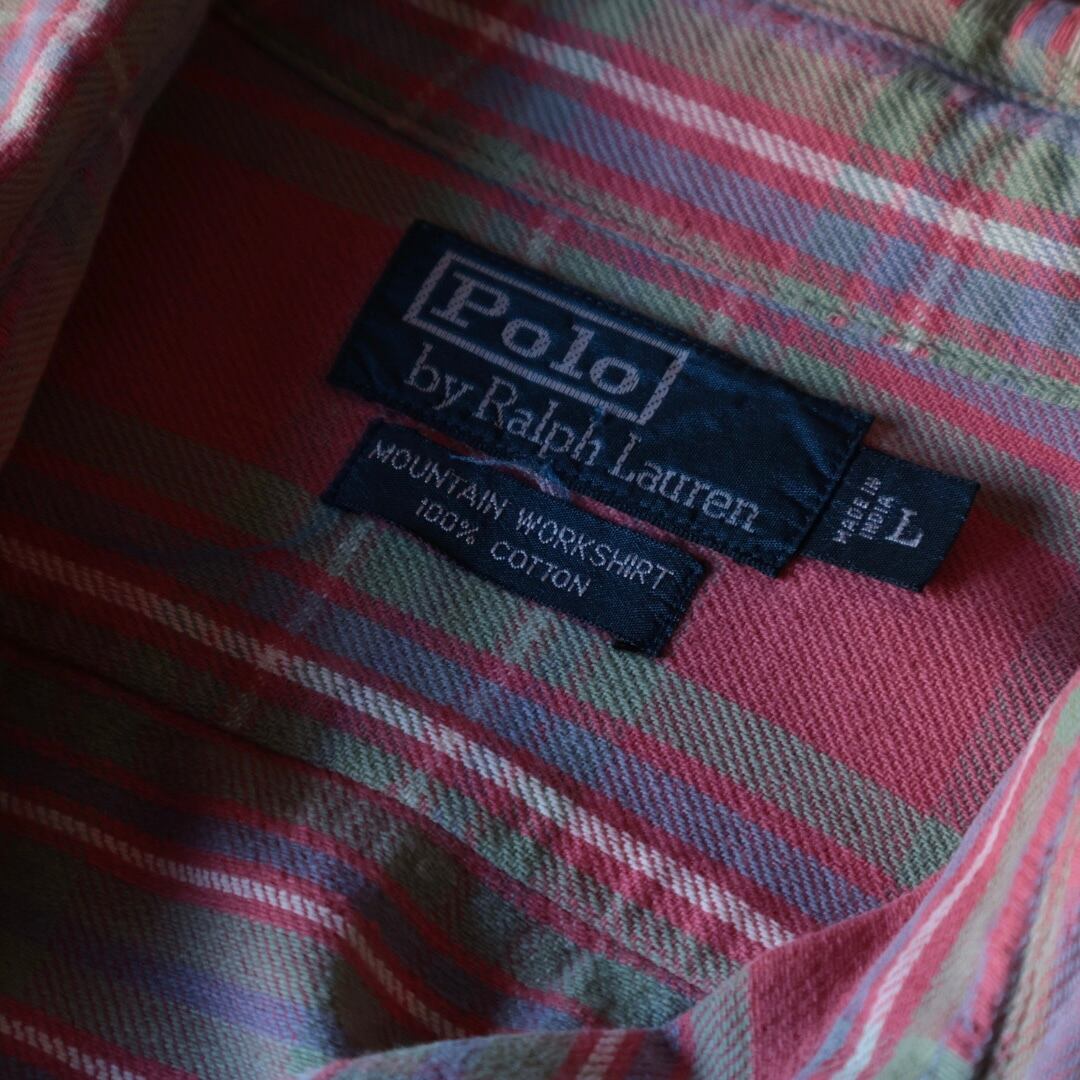 Polo
by Ralph Lauren
MOUNTAIN WORKSHIRT
100% COTTON
MADE IN
INDIA
L